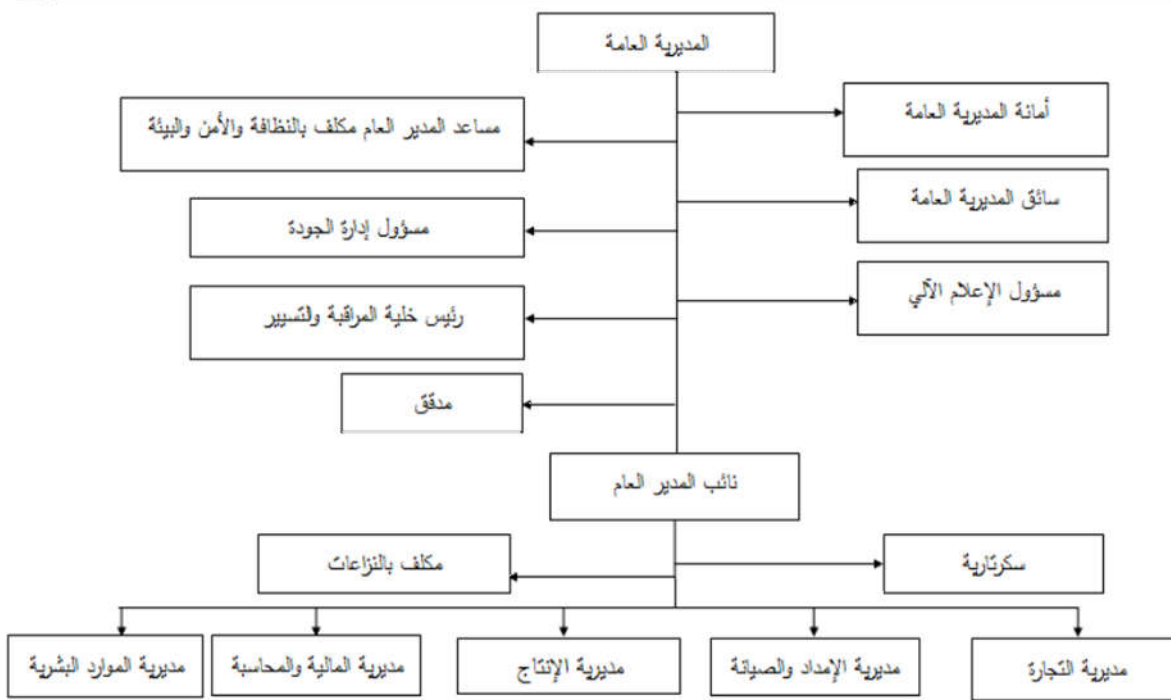 المديرية العامة
أمانة المديرية العامة
مساعد المدير العام مكلف بالنظافة والأمن والبيئة
سائق المديرية العامة
مسؤول إدارة الجودة
مسؤول الإعلام الآلي
رئيس خلية المراقبة والتسيير
مدقق
نائب المدير العام
سكرتارية
مكلف بالنزاعات
مديرية التجارة
مديرية الإمداد والصيانة
مديرية الإنتاج
مديرية المالية والمحاسبة
مديرية الموارد البشرية